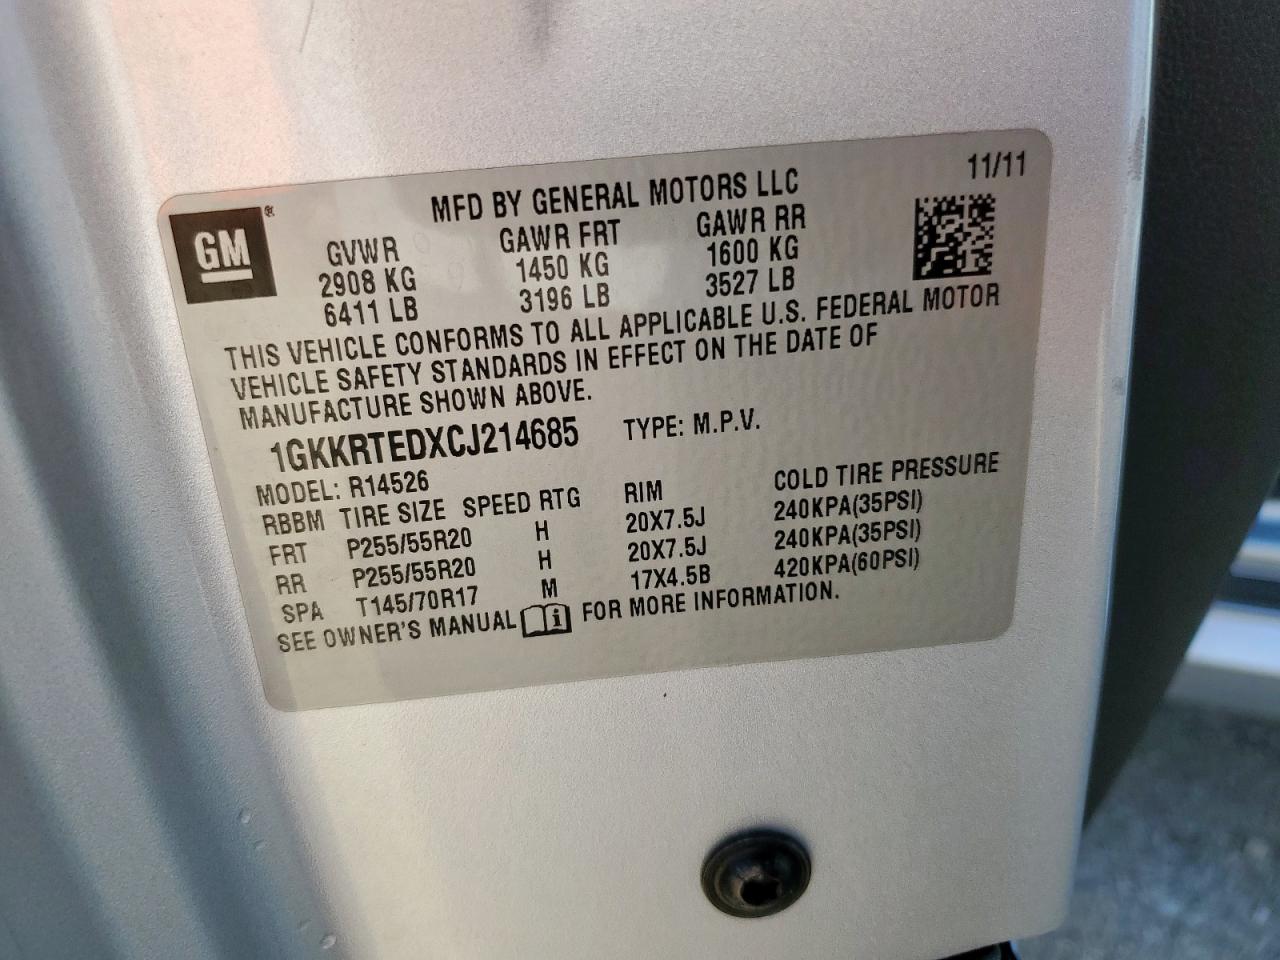 11/11
MFD BY GENERAL MOTORS LLC
GM ®
GVWR GAWR FRT GAWR RR
2908 KG 1450 KG 1600 KG
6411 LB 3196 LB 3527 LB
THIS VEHICLE CONFORMS TO ALL APPLICABLE U.S. FEDERAL MOTOR
VEHICLE SAFETY STANDARDS IN EFFECT ON THE DATE OF
MANUFACTURE SHOWN ABOVE.
1GKKRTEDXCJ214685 TYPE: M.P.V.
MODEL: R14526
RBBM TIRE SIZE SPEED RTG RIM COLD TIRE PRESSURE
FRT P255/55R20 H 20X7.5J 240KPA(35PSI)
RR P255/55R20 H 20X7.5J 240KPA(35PSI)
SPA T145/70R17 M 17X4.5B 420KPA(60PSI)
SEE OWNER'S MANUAL i FOR MORE INFORMATION.